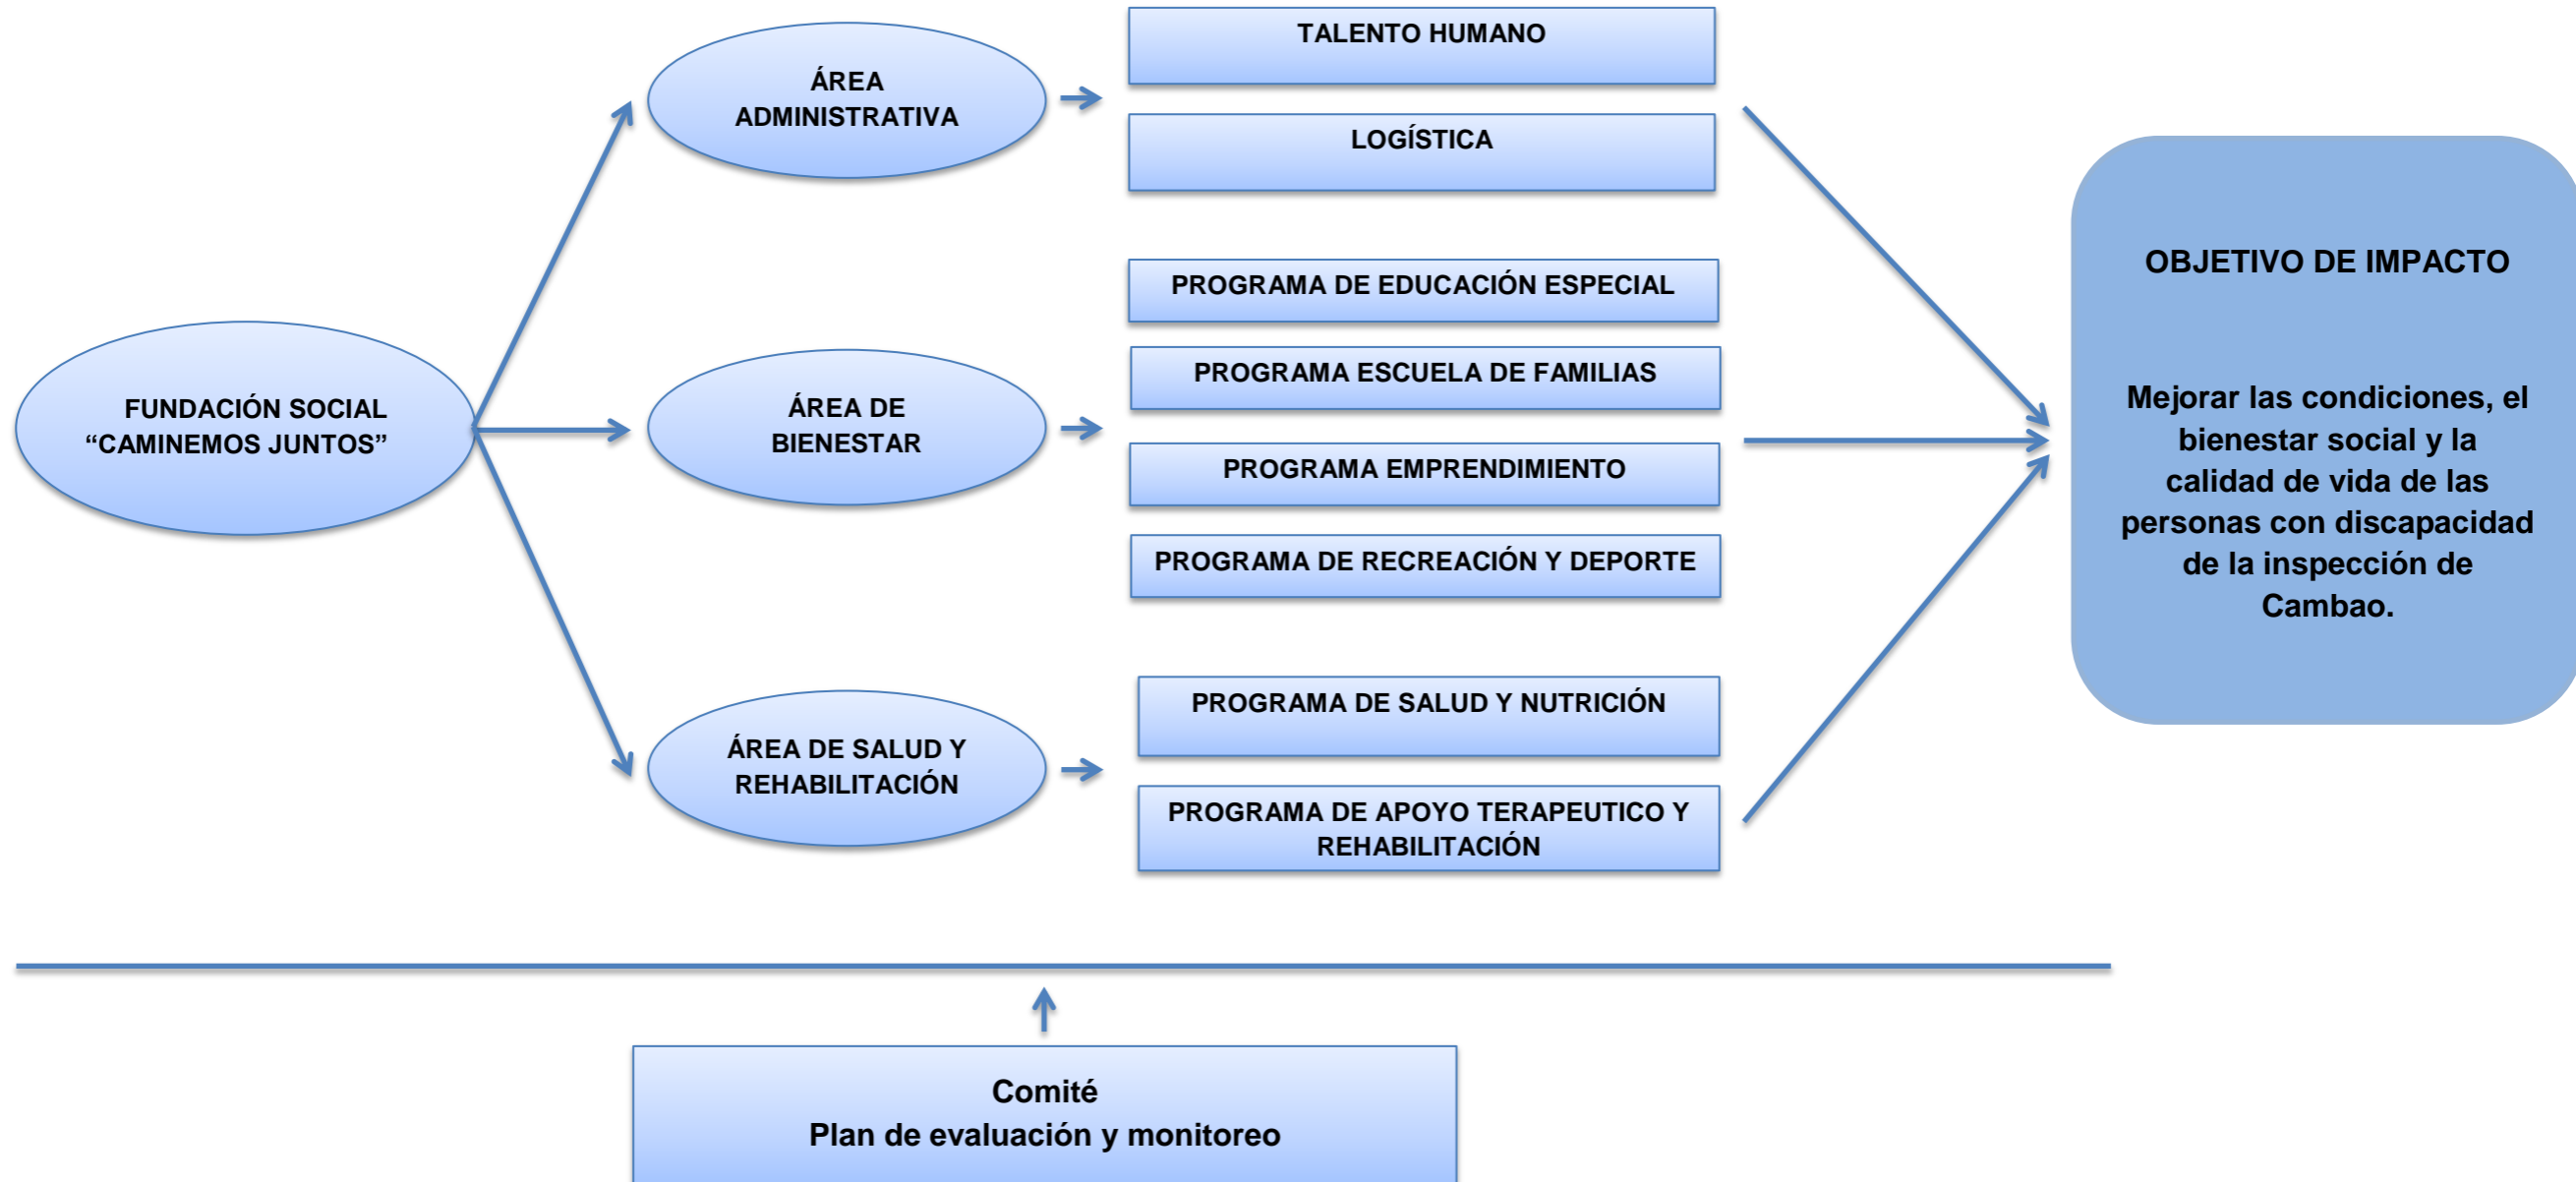 FUNDACIÓN SOCIAL
“CAMINEMOS JUNTOS”
ÁREA
ADMINISTRATIVA
TALENTO HUMANO
LOGÍSTICA
ÁREA DE
BIENESTAR
PROGRAMA DE EDUCACIÓN ESPECIAL
PROGRAMA ESCUELA DE FAMILIAS
PROGRAMA EMPRENDIMIENTO
PROGRAMA DE RECREACIÓN Y DEPORTE
ÁREA DE SALUD Y
REHABILITACIÓN
PROGRAMA DE SALUD Y NUTRICIÓN
PROGRAMA DE APOYO TERAPEUTICO Y
REHABILITACIÓN
OBJETIVO DE IMPACTO
Mejorar las condiciones, el
bienestar social y la
calidad de vida de las
personas con discapacidad
de la inspección de
Cambao.
Comité
Plan de evaluación y monitoreo